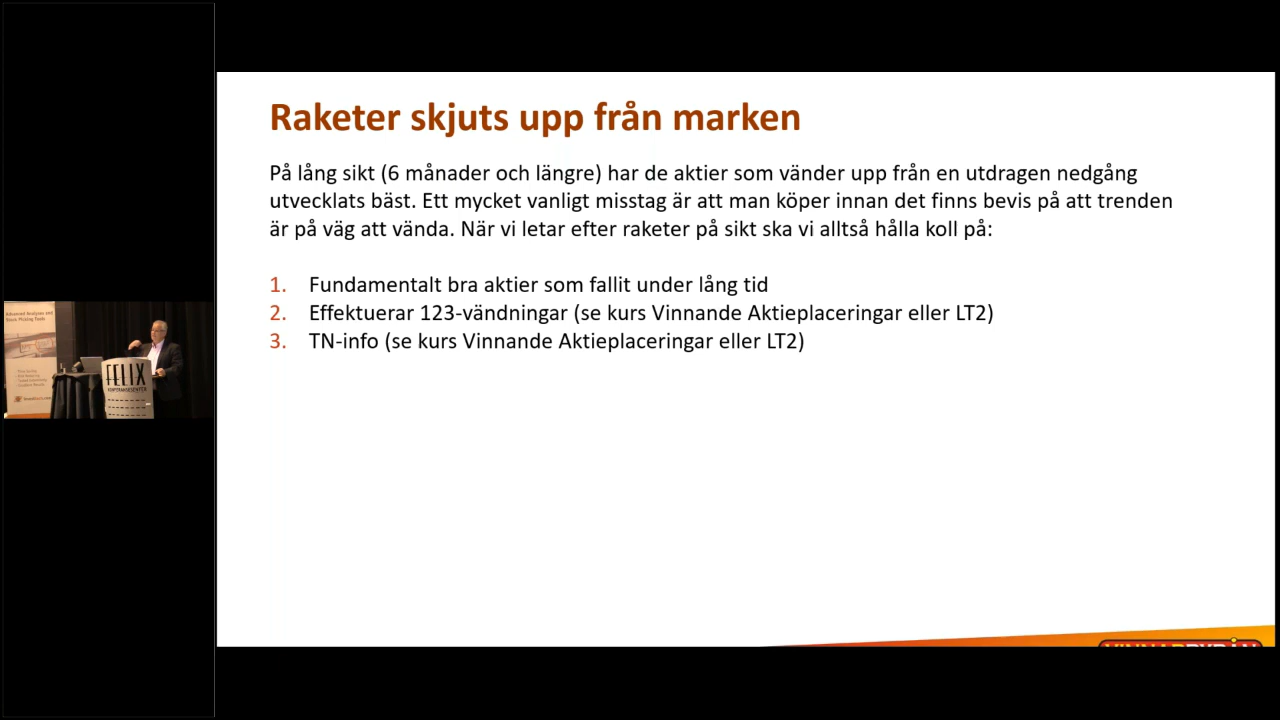 Raketer skjuts upp från marken
På lång sikt (6 månader och längre) har de aktier som vänder upp från en utdragen nedgång
utvecklats bäst. Ett mycket vanligt misstag är att man köper innan det finns bevis på att trenden
är på väg att vända. När vi letar efter raketer på sikt ska vi alltså hålla koll på:
1. Fundamentalt bra aktier som fallit under lång tid
2. Effektuerar 123-vändningar (se kurs Vinnande Aktieplaceringar eller LT2)
3. TN-info (se kurs Vinnande Aktieplaceringar eller LT2)
Advanced Analyses and
FELIX